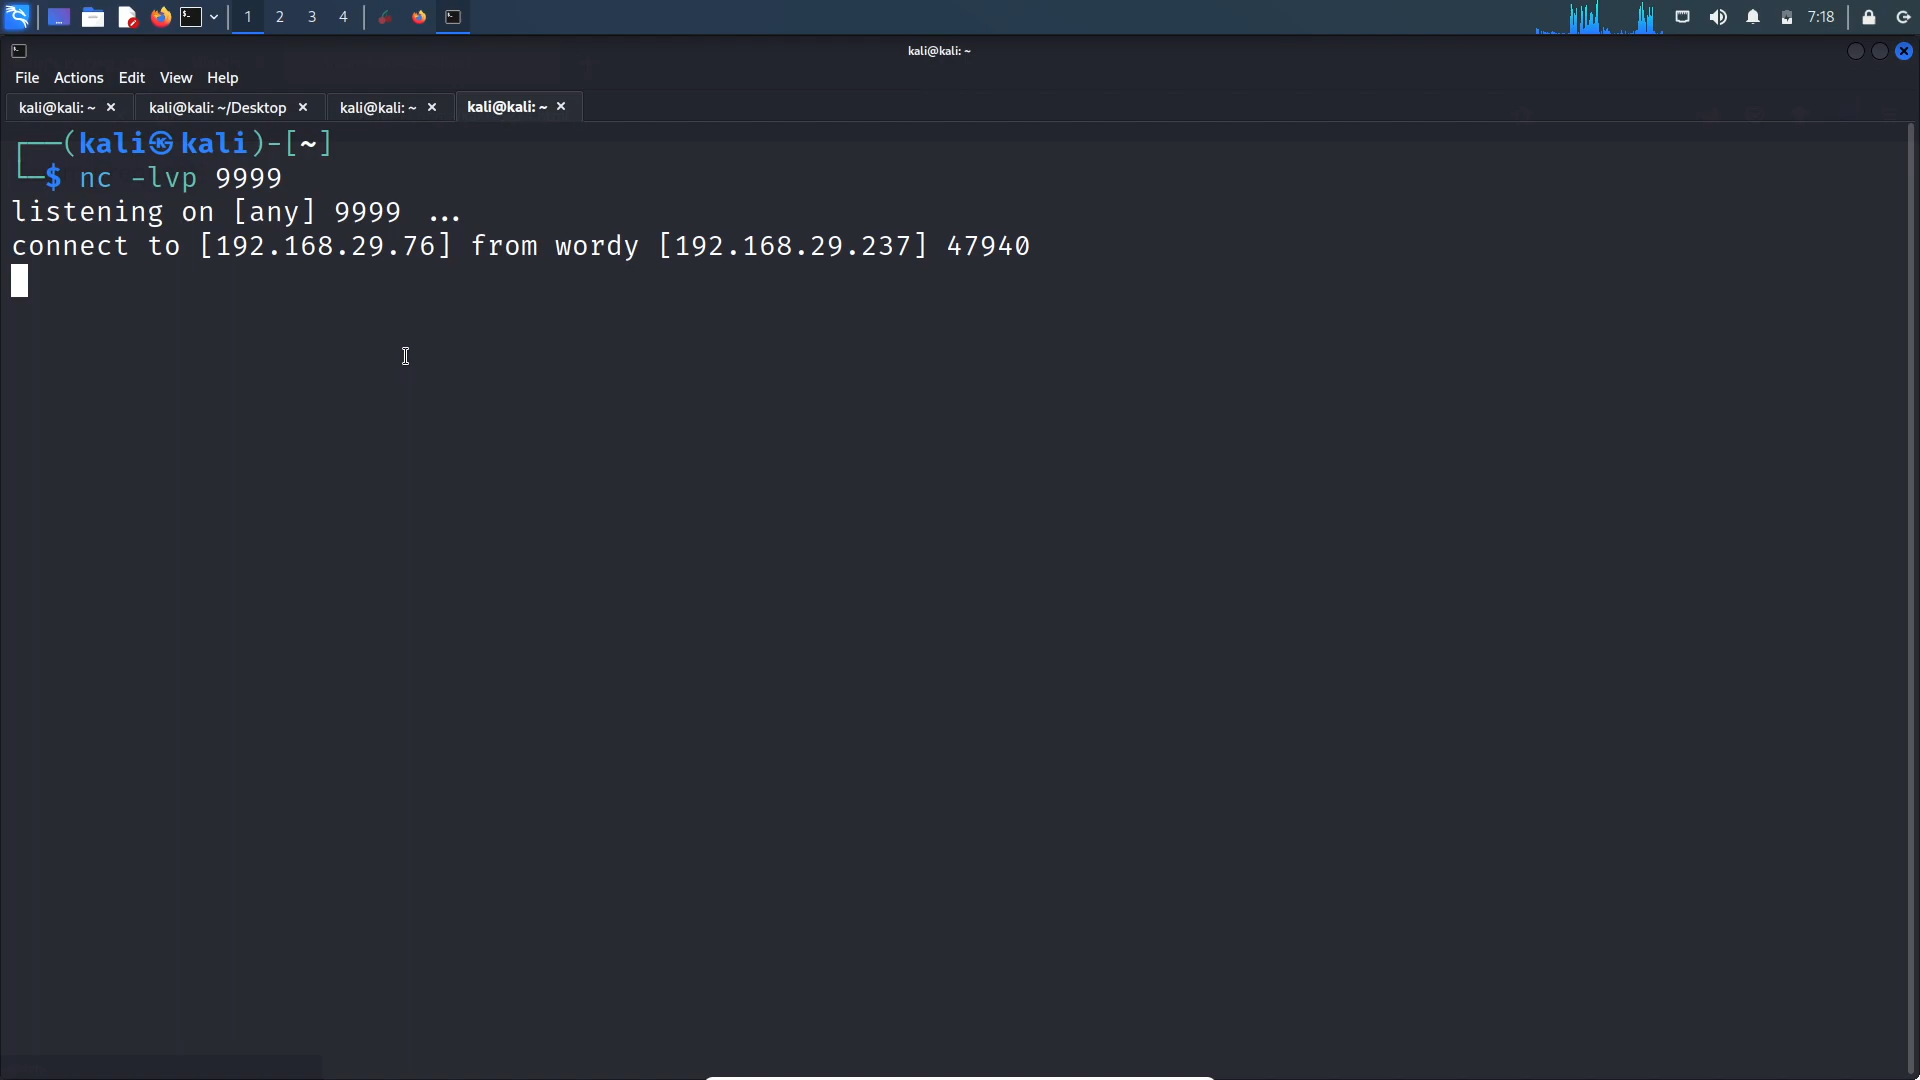 1 2 3 4 7:18
kali@kali: ~
File Actions Edit View Help
kali@kali: ~ × kali@kali: ~/Desktop × kali@kali: ~ × kali@kali: ~ ×
┌──(kali㉿kali)-[~]
└─$ nc -lvp 9999
listening on [any] 9999 ...
connect to [192.168.29.76] from wordy [192.168.29.237] 47940